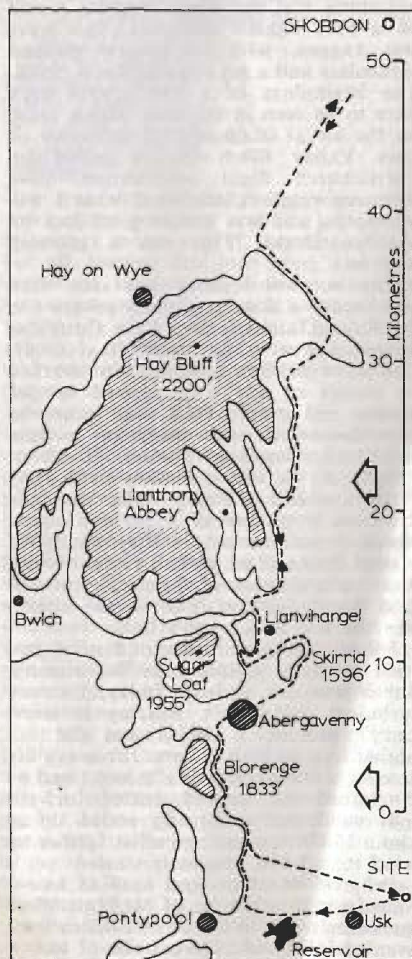 SHOBDON
50
40
Kilometres
Hay on Wye
30
Hay Bluff
2200'
Llanthony
Abbey
20
Bwlch
Llanvihangel
Sugar
Loaf
1955'
Skirrid
1596'
10
Abergavenny
Blorenge
1833'
0
SITE
Pontypool
Usk
Reservoir